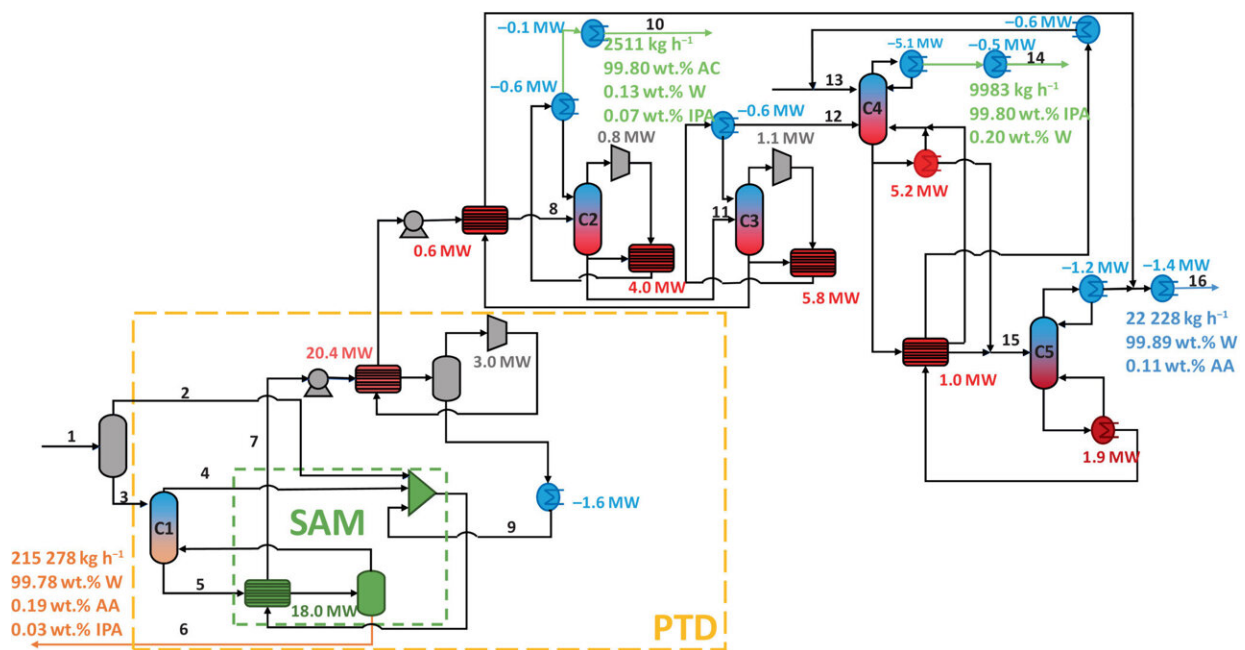 −0.1 MW
10
2511 kg h⁻¹
99.80 wt.% AC
0.13 wt.% W
0.07 wt.% IPA
−0.6 MW
0.8 MW
8
C2
4.0 MW
0.6 MW
−0.6 MW
1.1 MW
11
C3
5.8 MW
12
13
C4
−5.1 MW
−0.5 MW
14
9983 kg h⁻¹
99.80 wt.% IPA
0.20 wt.% W
−0.6 MW
5.2 MW
1.0 MW
15
C5
−1.2 MW
−1.4 MW
16
22 228 kg h⁻¹
99.89 wt.% W
0.11 wt.% AA
1.9 MW
20.4 MW
3.0 MW
1
2
3
4
5
6
7
9
−1.6 MW
C1
SAM
18.0 MW
PTD
215 278 kg h⁻¹
99.78 wt.% W
0.19 wt.% AA
0.03 wt.% IPA